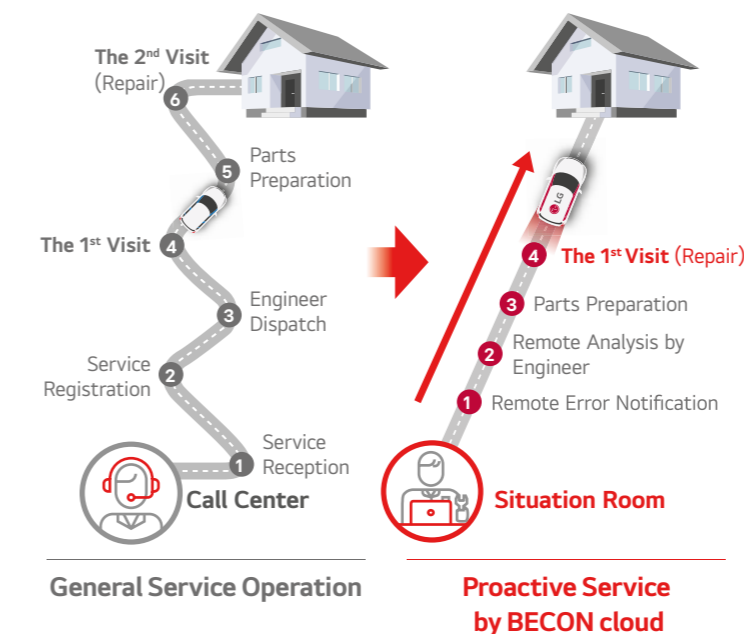 The 2nd Visit
(Repair)
6
5
Parts
Preparation
The 1st Visit
4
3
Engineer
Dispatch
Service
Registration
2
1
Service
Reception
Call Center
General Service Operation
LG
4
The 1st Visit (Repair)
3
Parts Preparation
2
Remote Analysis by
Engineer
1
Remote Error Notification
Situation Room
Proactive Service
by BECON cloud